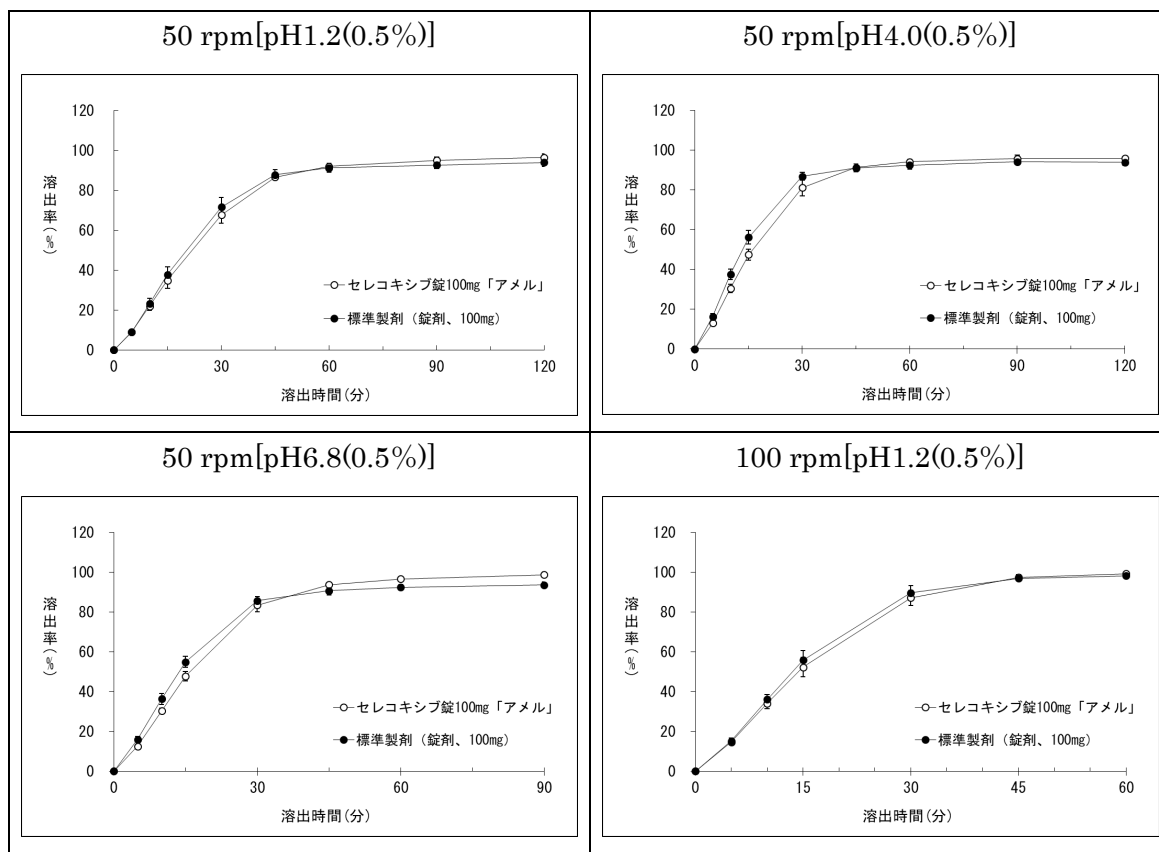 50 rpm[pH1.2(0.5%)]
120
100
80
60
40
20
0
溶出率(%)
セレコキシブ錠100mg「アメル」
標準製剤（錠剤、100mg）
0 30 60 90 120
溶出時間(分)
50 rpm[pH4.0(0.5%)]
120
100
80
60
40
20
0
溶出率(%)
セレコキシブ錠100mg「アメル」
標準製剤（錠剤、100mg）
0 30 60 90 120
溶出時間(分)
50 rpm[pH6.8(0.5%)]
120
100
80
60
40
20
0
溶出率(%)
セレコキシブ錠100mg「アメル」
標準製剤（錠剤、100mg）
0 30 60 90
溶出時間(分)
100 rpm[pH1.2(0.5%)]
120
100
80
60
40
20
0
溶出率(%)
セレコキシブ錠100mg「アメル」
標準製剤（錠剤、100mg）
0 15 30 45 60
溶出時間(分)